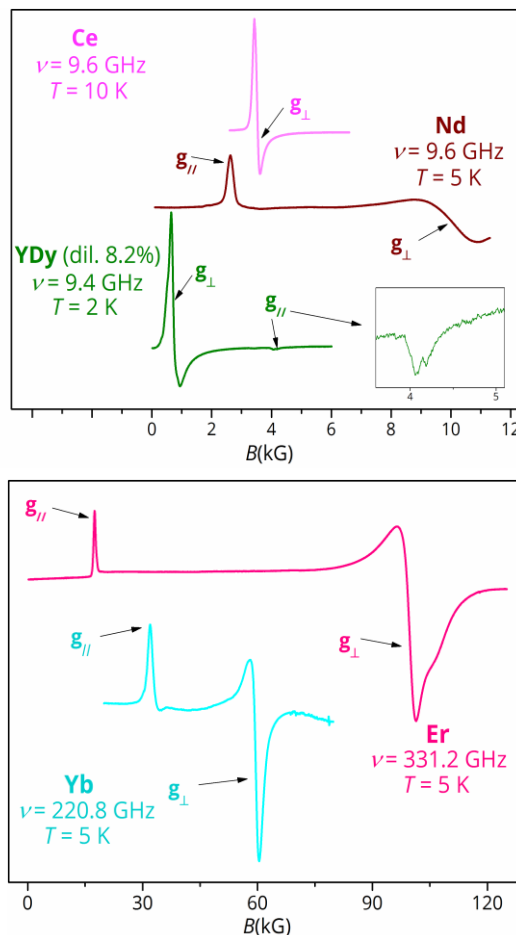 Ce
ν = 9.6 GHz
T = 10 K
g⊥
Nd
ν = 9.6 GHz
T = 5 K
g//
g⊥
YDy (dil. 8.2%)
ν = 9.4 GHz
T = 2 K
g⊥
g//
4 5
0 2 4 6 8 10 12
B(kG)
g//
g//
g⊥
Er
ν = 331.2 GHz
T = 5 K
Yb
ν = 220.8 GHz
T = 5 K
g⊥
0 30 60 90 120
B(kG)